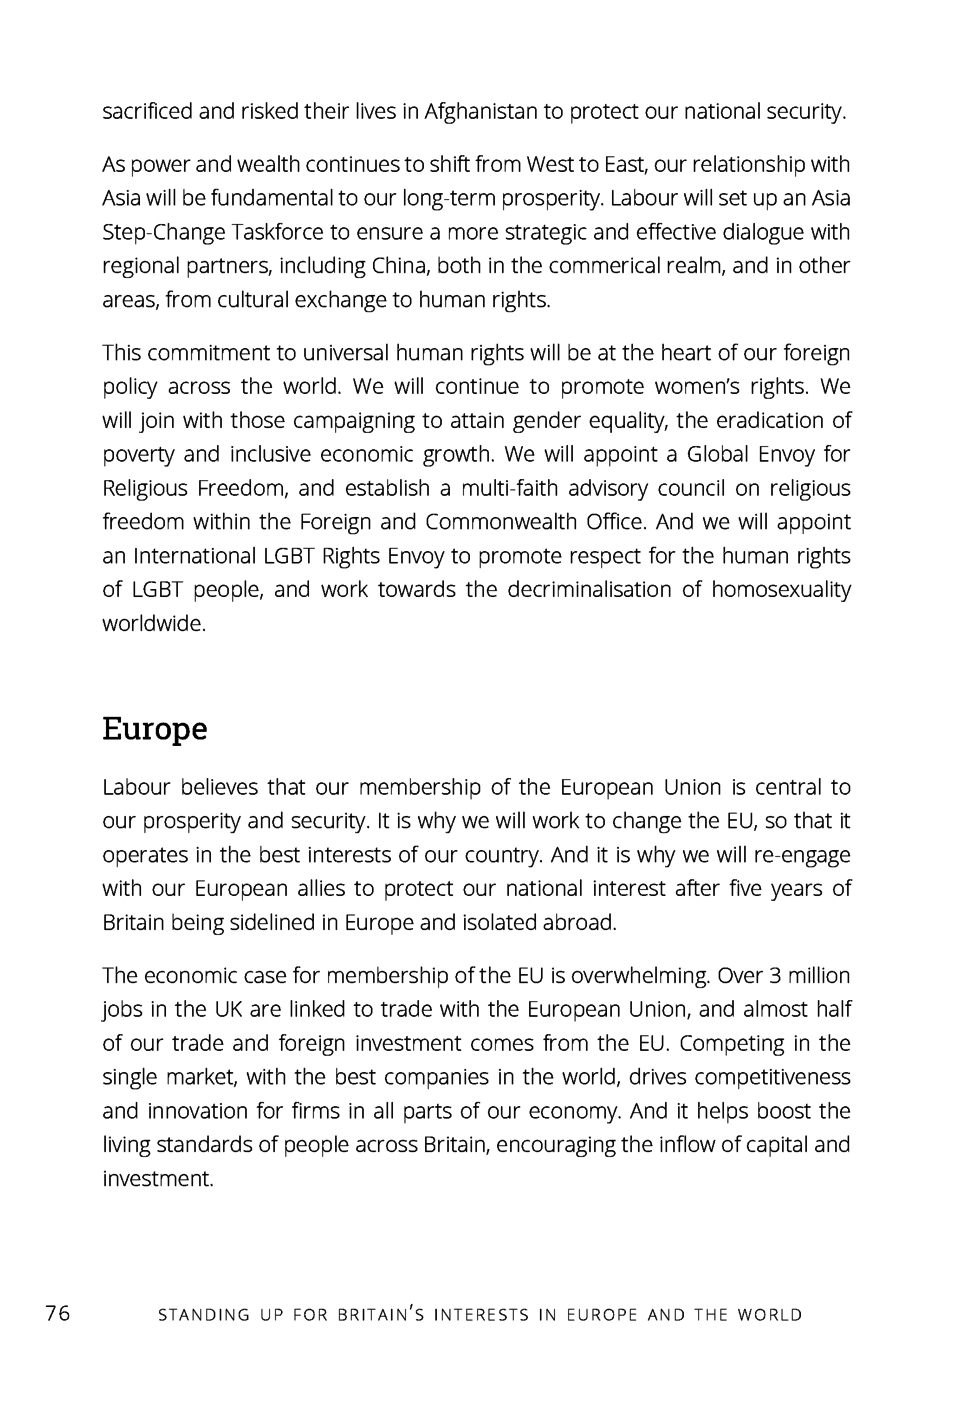 sacrificed and risked their lives in Afghanistan to protect our national security.
As power and wealth continues to shift from West to East, our relationship with
Asia will be fundamental to our long-term prosperity. Labour will set up an Asia
Step-Change Taskforce to ensure a more strategic and effective dialogue with
regional partners, including China, both in the commerical realm, and in other
areas, from cultural exchange to human rights.
This commitment to universal human rights will be at the heart of our foreign
policy across the world. We will continue to promote women’s rights. We
will join with those campaigning to attain gender equality, the eradication of
poverty and inclusive economic growth. We will appoint a Global Envoy for
Religious Freedom, and establish a multi-faith advisory council on religious
freedom within the Foreign and Commonwealth Office. And we will appoint
an International LGBT Rights Envoy to promote respect for the human rights
of LGBT people, and work towards the decriminalisation of homosexuality
worldwide.
Europe
Labour believes that our membership of the European Union is central to
our prosperity and security. It is why we will work to change the EU, so that it
operates in the best interests of our country. And it is why we will re-engage
with our European allies to protect our national interest after five years of
Britain being sidelined in Europe and isolated abroad.
The economic case for membership of the EU is overwhelming. Over 3 million
jobs in the UK are linked to trade with the European Union, and almost half
of our trade and foreign investment comes from the EU. Competing in the
single market, with the best companies in the world, drives competitiveness
and innovation for firms in all parts of our economy. And it helps boost the
living standards of people across Britain, encouraging the inflow of capital and
investment.
76 STANDING UP FOR BRITAIN'S INTERESTS IN EUROPE AND THE WORLD